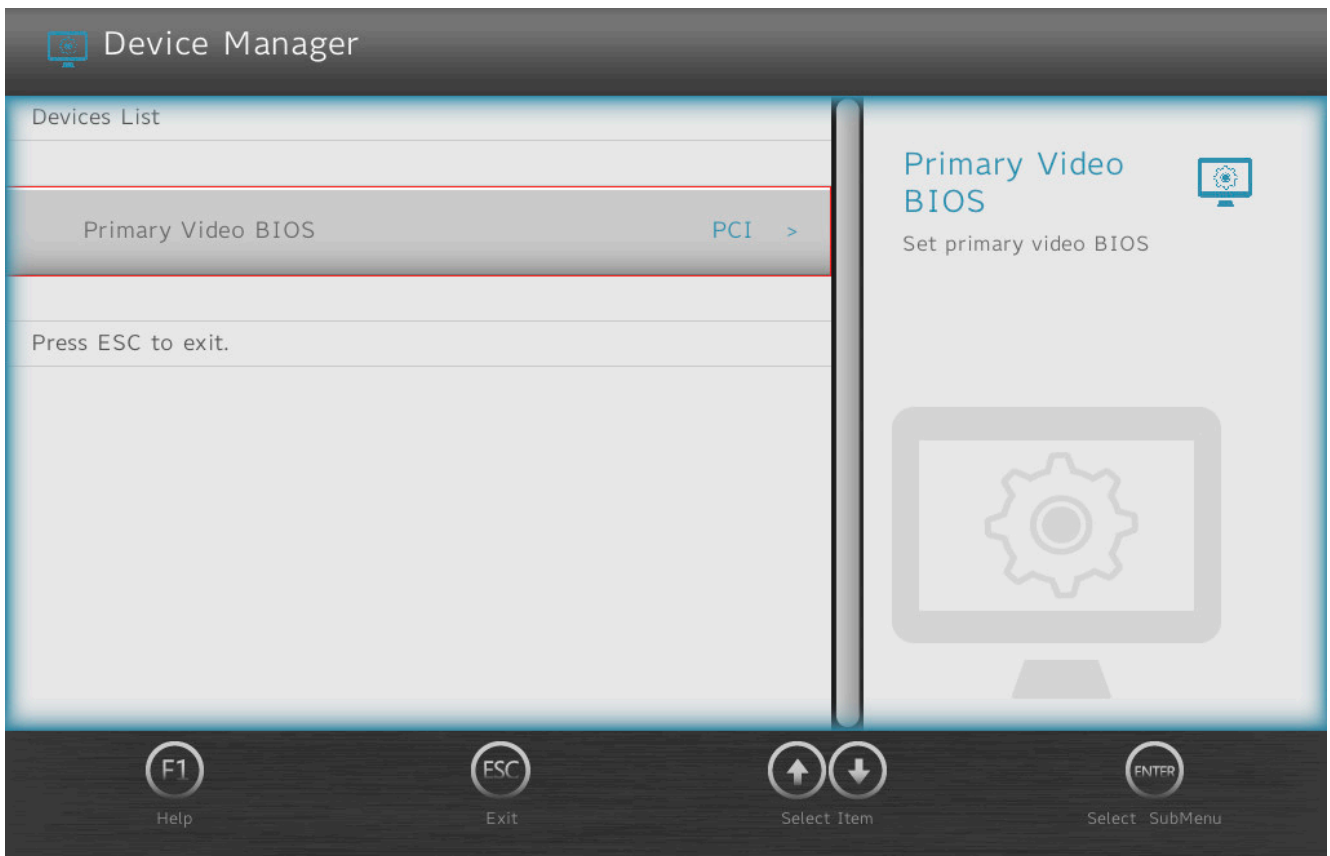 Device Manager
Devices List
Primary Video BIOS PCI >
Press ESC to exit.
Primary Video
BIOS
Set primary video BIOS
F1 ESC ENTER
Help Exit Select Item Select SubMenu